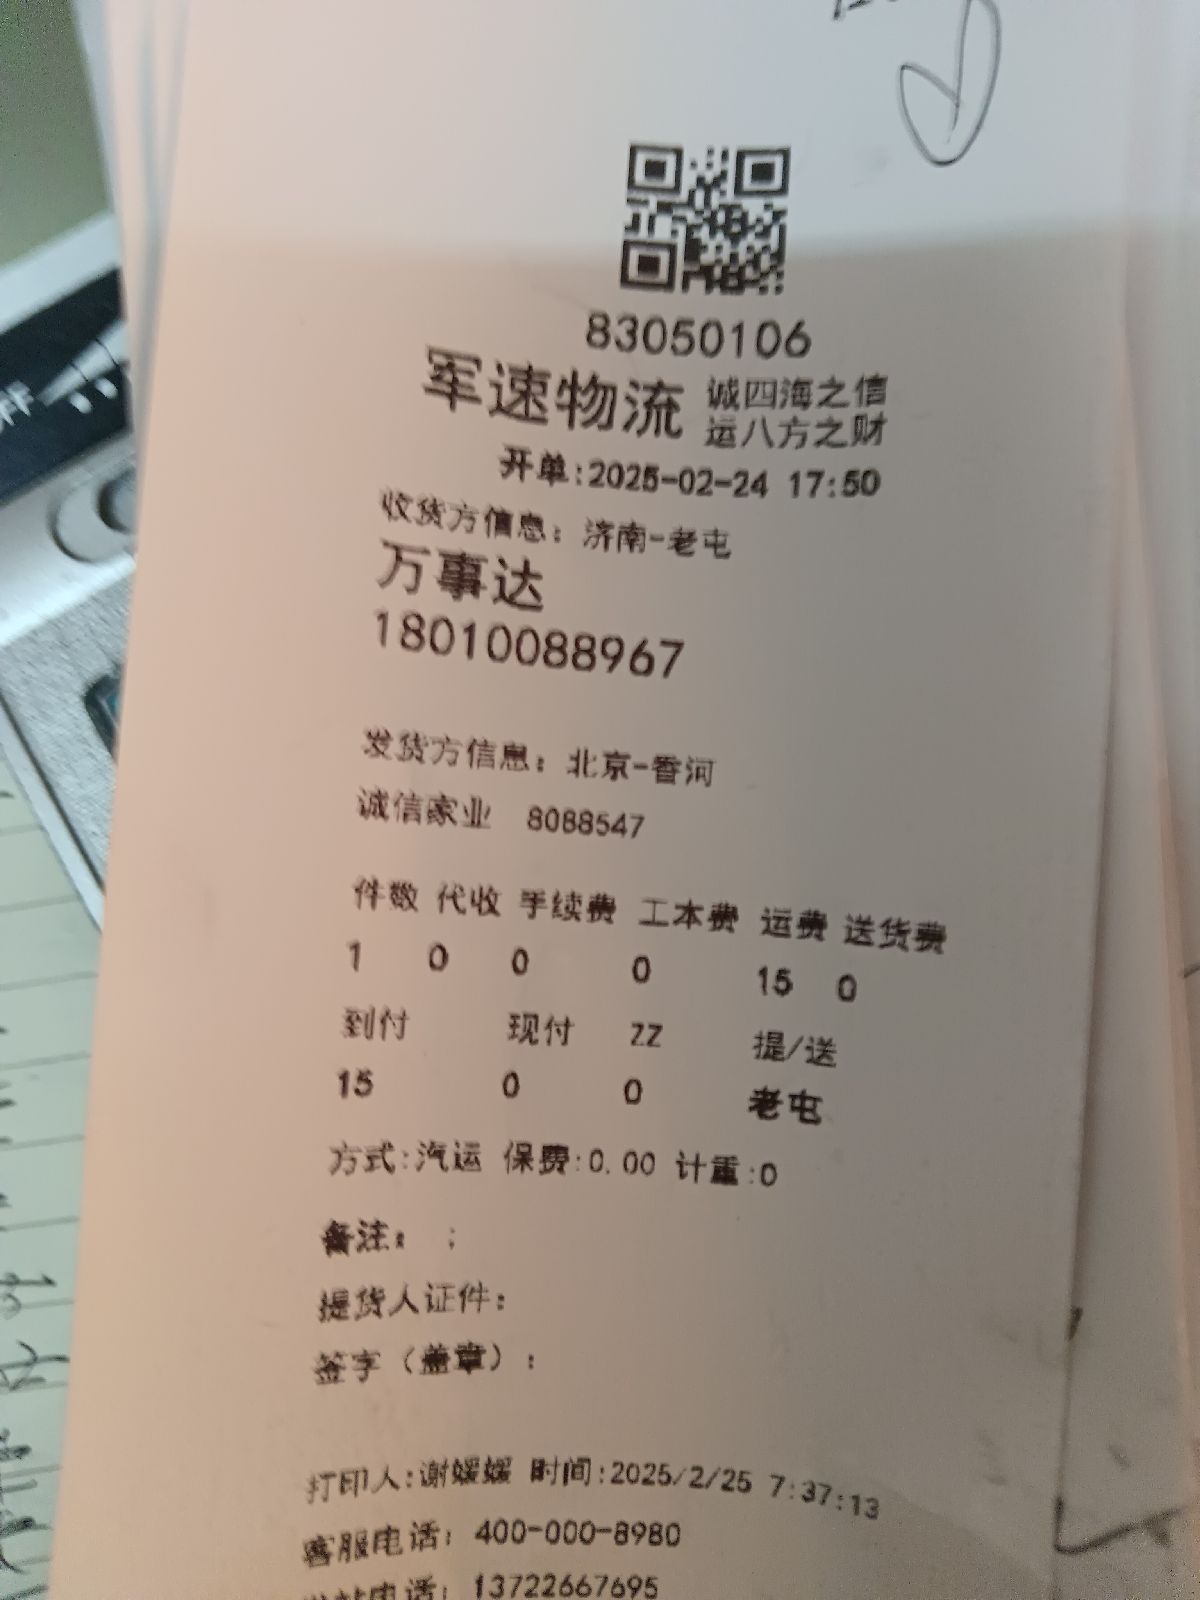 83050106
军速物流 诚四海之信
运八方之财
开单:2025-02-24 17:50
收货方信息: 济南-老屯
万事达
18010088967
发货方信息: 北京-香河
诚信家业 8088547
件数 代收 手续费 工本费 运费 送货费
1 0 0 0 15 0
到付 现付 ZZ 提/送
15 0 0 老屯
方式:汽运 保费:0.00 计重:0
备注: ;
提货人证件:
签字(盖章):
打印人:谢媛媛 时间:2025/2/25 7:37:13
客服电话: 400-000-8980
站电话: 13722667695